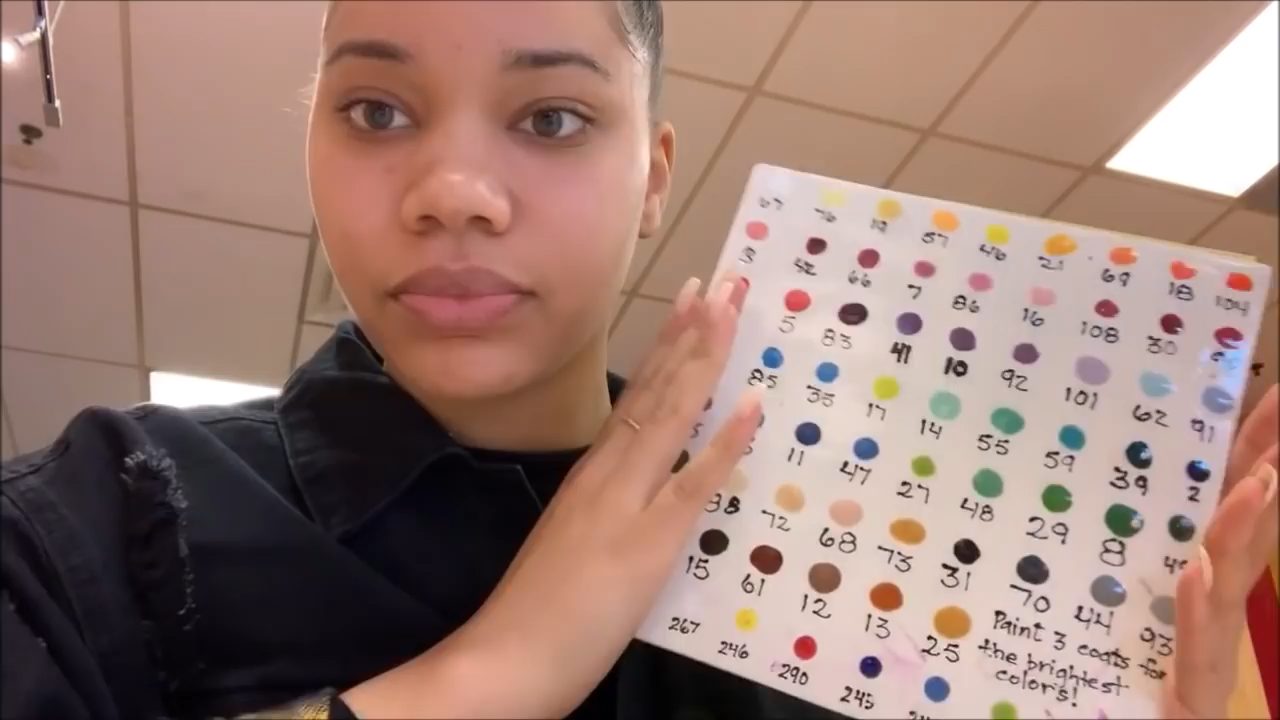 67 76 19 57 46 21 69 18 104
3 42 66 7 86 16 108 30
5 83 41 10 92 101 62 91
85 35 17 14 55 59 39 2
11 47 27 48 29 8
38 72 68 73 31 70 44 93
15 61 12 13 25
Paint 3 coats for
the brightest
colors!
267 246 290 245